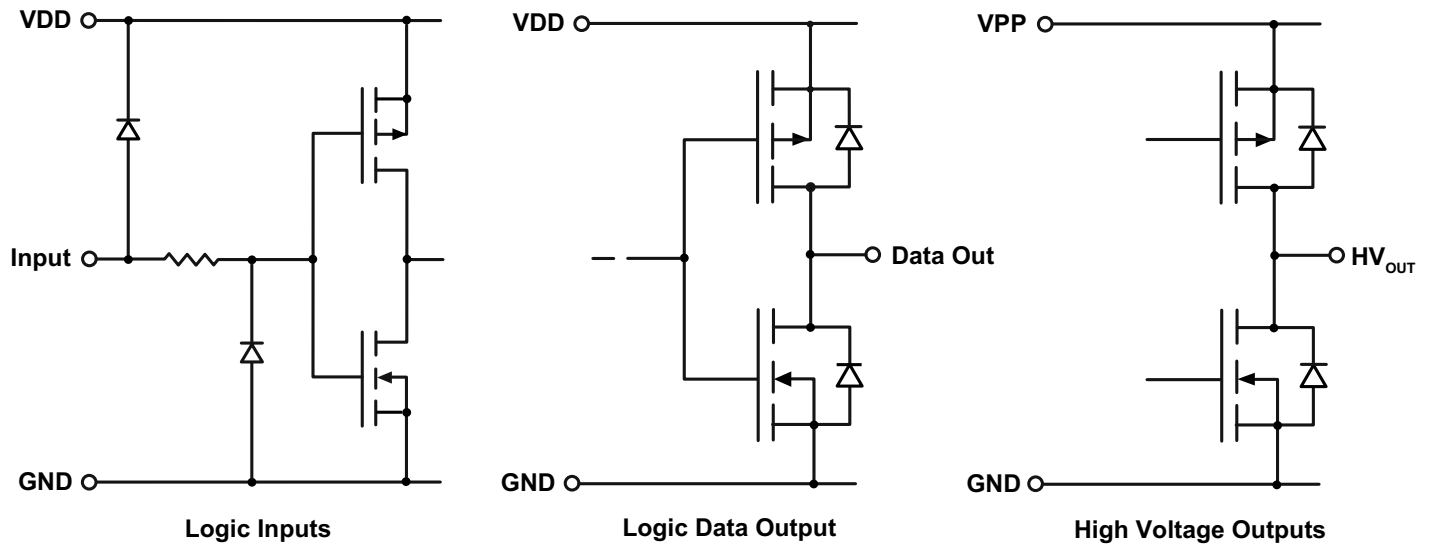 VDD
Input
GND
Logic Inputs
VDD
Data Out
GND
Logic Data Output
VPP
HVOUT
GND
High Voltage Outputs